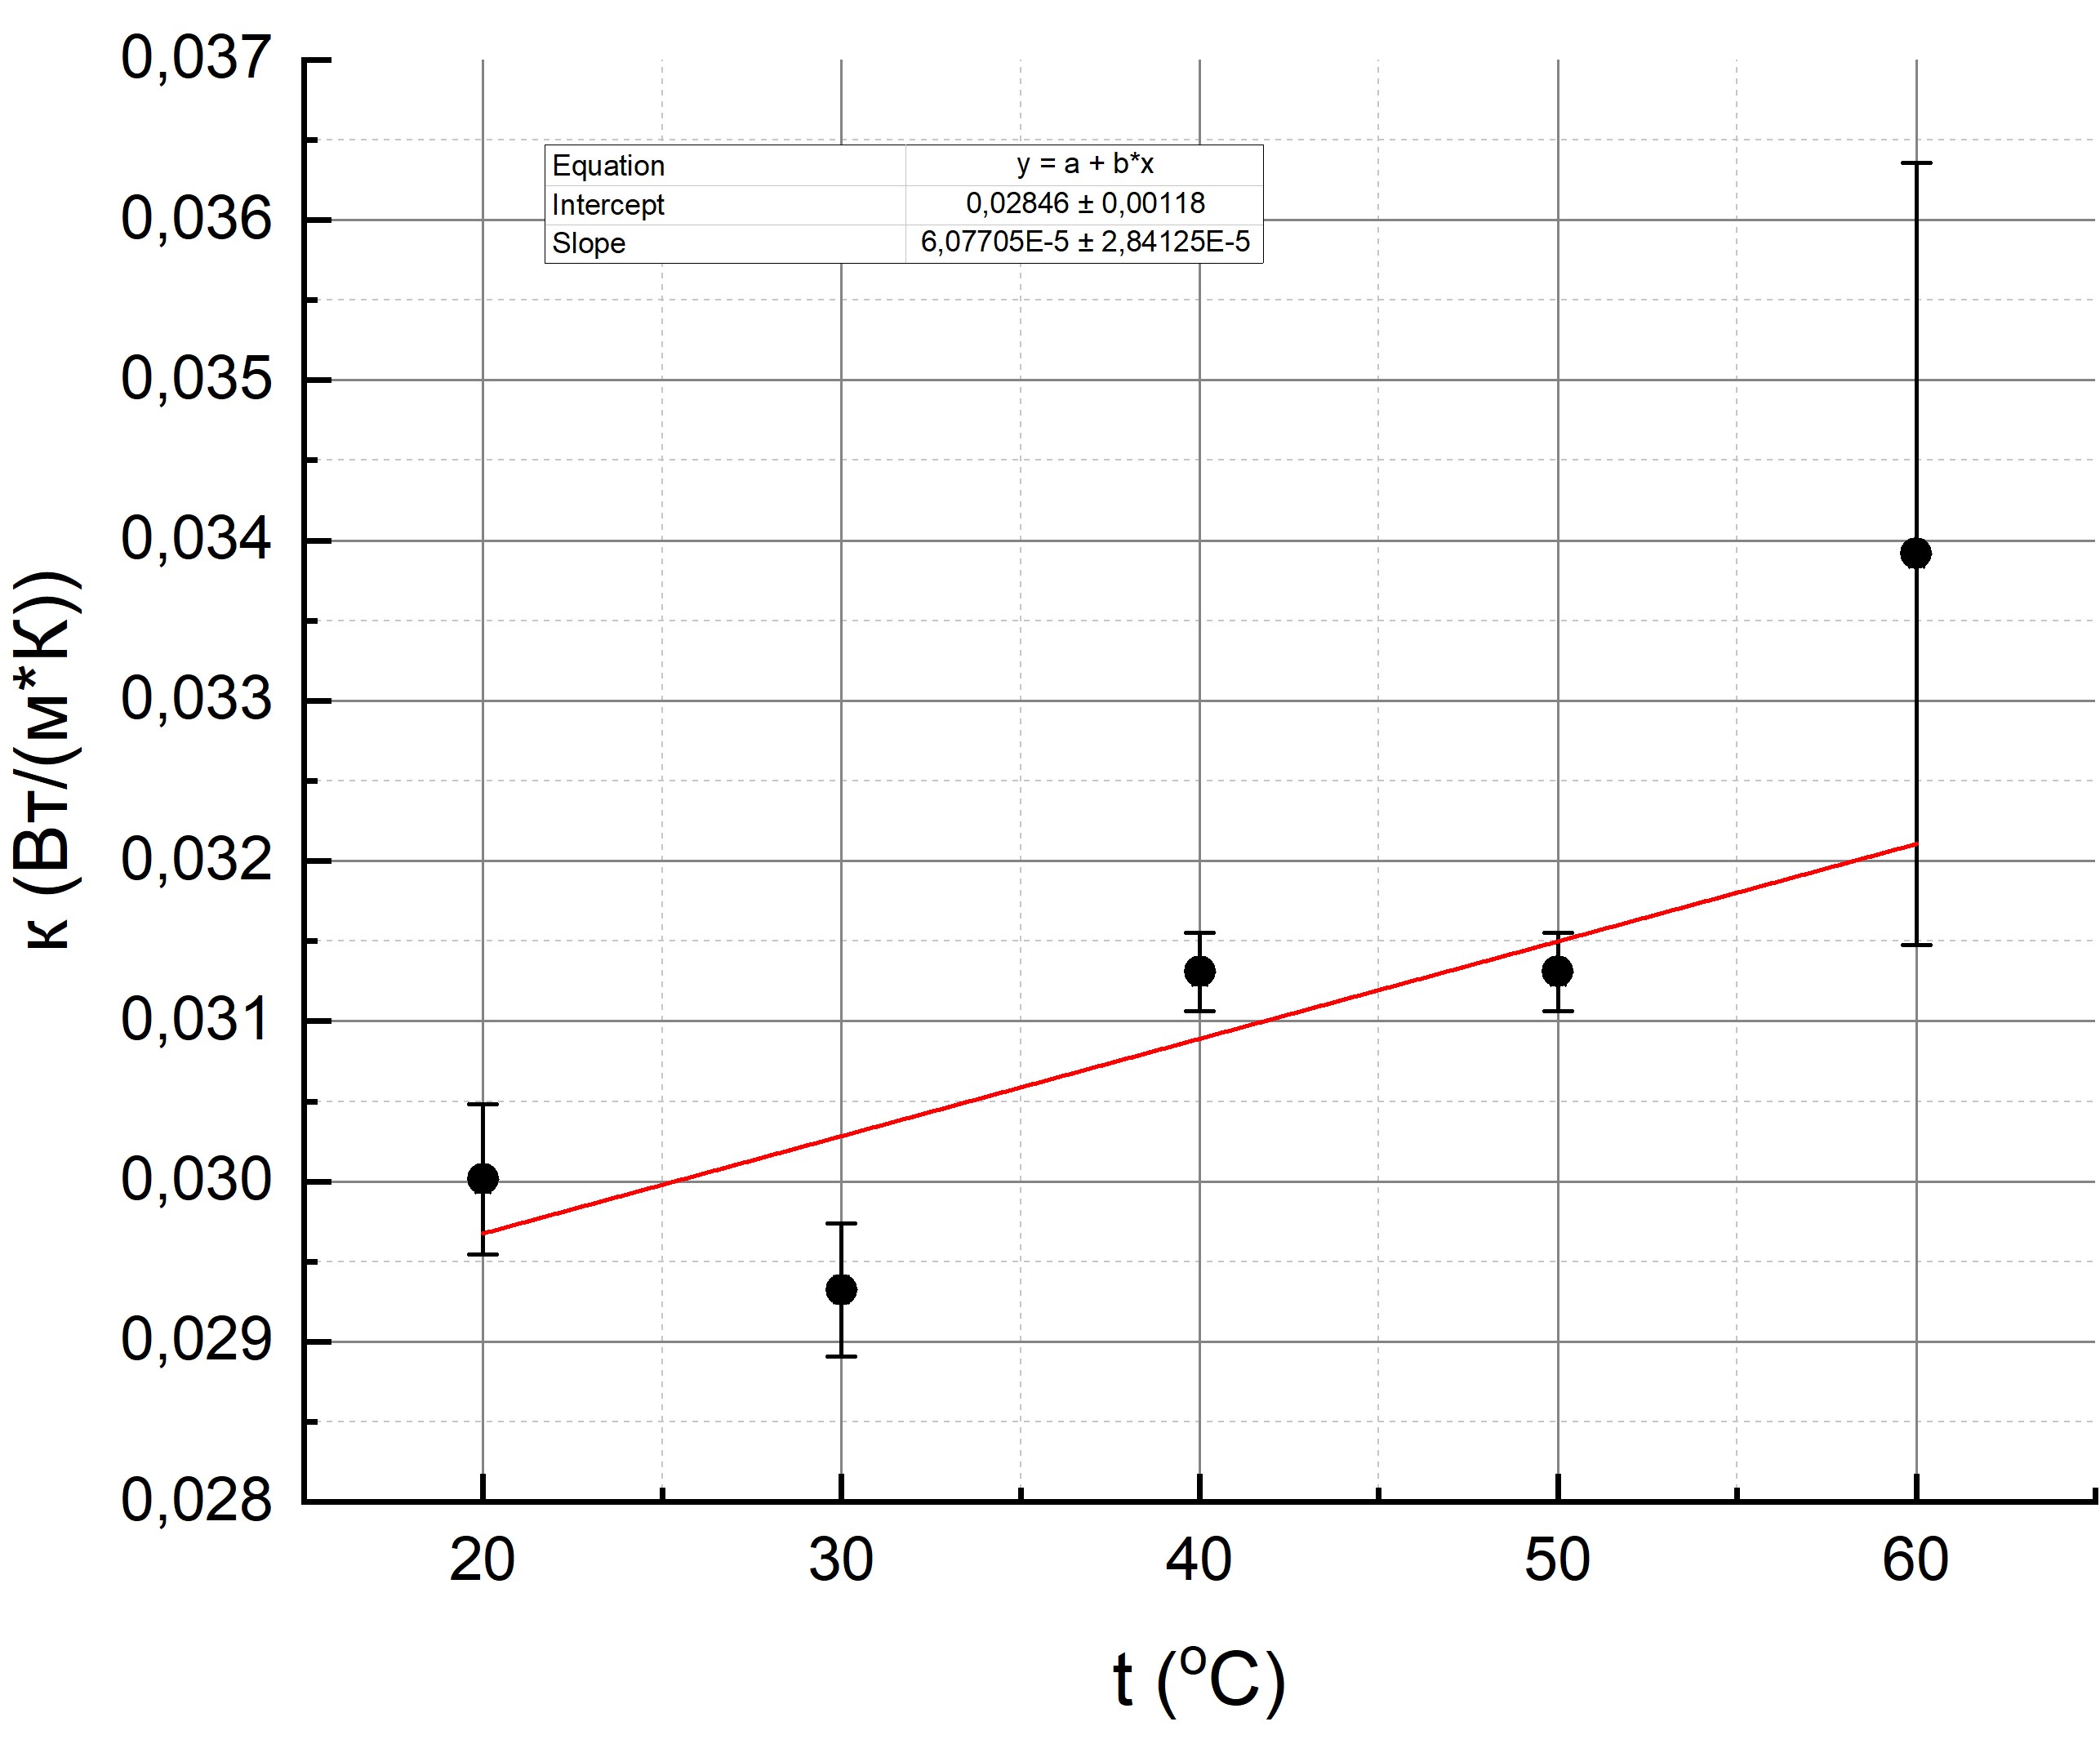 0,037
0,036
0,035
0,034
0,033
0,032
0,031
0,030
0,029
0,028
к (Вт/(м*К))
Equation y = a + b*x
Intercept 0,02846 ± 0,00118
Slope 6,07705E-5 ± 2,84125E-5
20 30 40 50 60
t (°C)